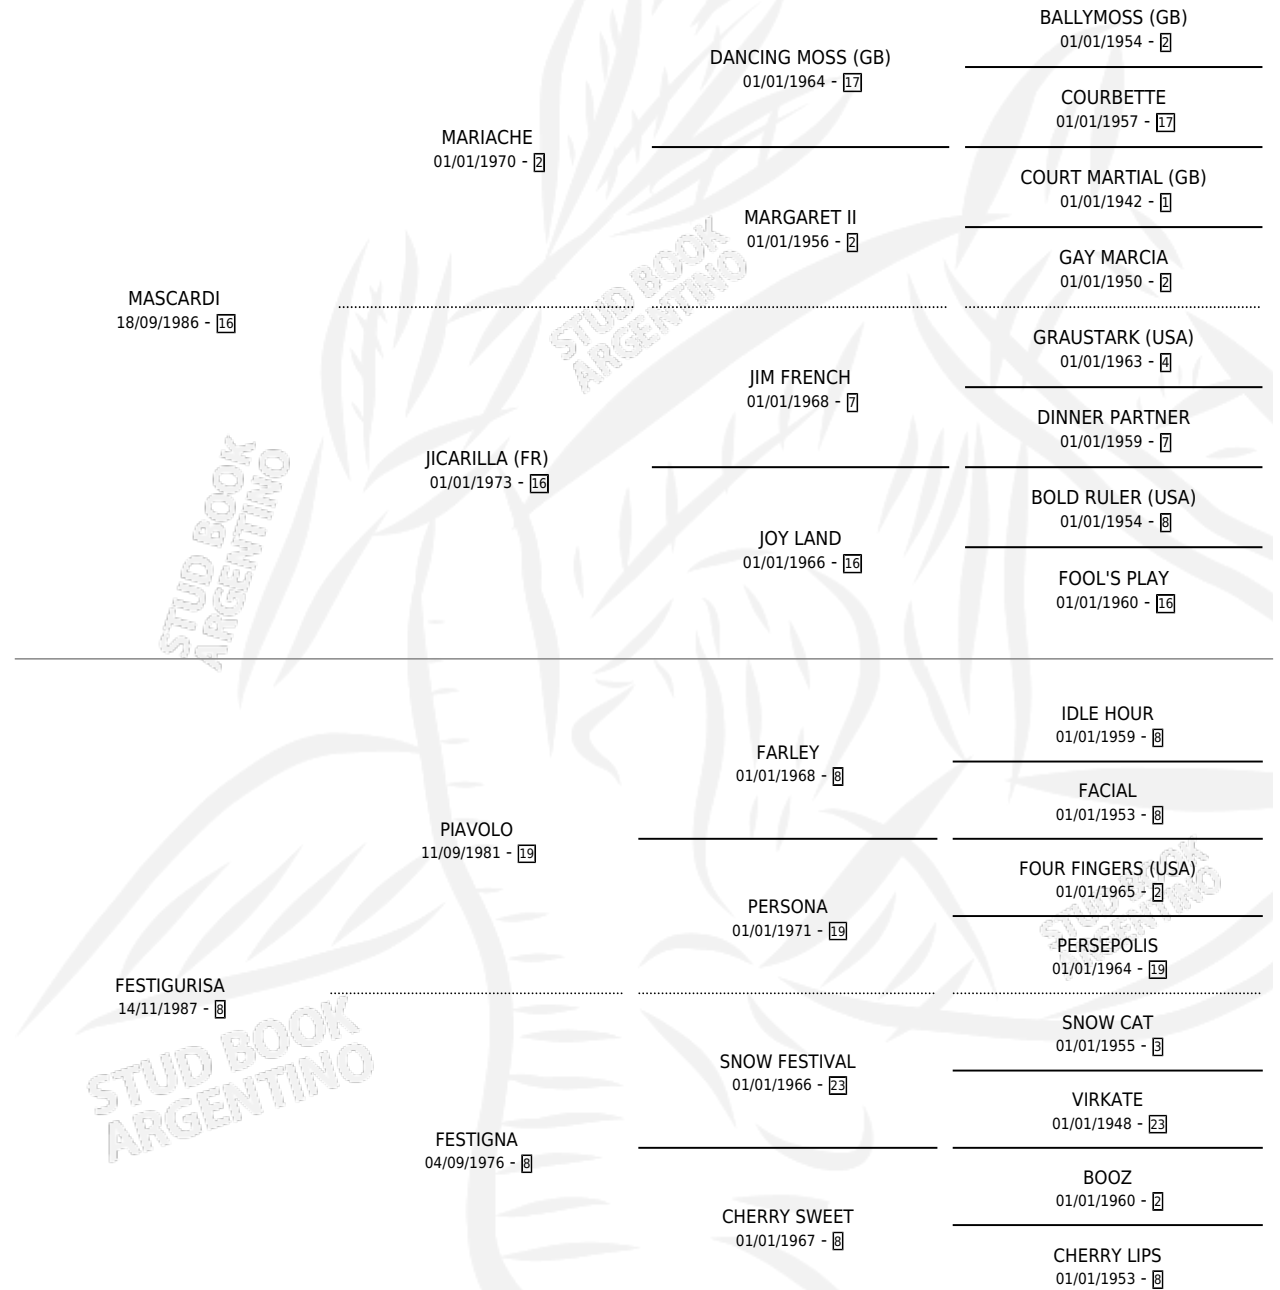 BALLYMOSS (GB)
01/01/1954 - 2
DANCING MOSS (GB)
01/01/1964 - 17
COURBETTE
01/01/1957 - 17
MARIACHE
01/01/1970 - 2
COURT MARTIAL (GB)
01/01/1942 - 1
MARGARET II
01/01/1956 - 2
GAY MARCIA
01/01/1950 - 2
MASCARDI
18/09/1986 - 16
STUD BOOK
ARGENTINO
GRAUSTARK (USA)
01/01/1963 - 4
JIM FRENCH
01/01/1968 - 7
DINNER PARTNER
01/01/1959 - 7
JICARILLA (FR)
01/01/1973 - 16
BOLD RULER (USA)
01/01/1954 - 8
JOY LAND
01/01/1966 - 16
FOOL'S PLAY
01/01/1960 - 16
STUD BOOK
ARGENTINO
IDLE HOUR
01/01/1959 - 8
FARLEY
01/01/1968 - 8
FACIAL
01/01/1953 - 8
PIAVOLO
11/09/1981 - 19
FOUR FINGERS (USA)
01/01/1965 - 2
PERSONA
01/01/1971 - 19
STUD BOOK
ARGENTINO
PERSEPOLIS
01/01/1964 - 19
FESTIGURISA
14/11/1987 - 8
SNOW CAT
01/01/1955 - 3
SNOW FESTIVAL
01/01/1966 - 23
STUD BOOK
ARGENTINO
VIRKATE
01/01/1948 - 23
FESTIGNA
04/09/1976 - 8
BOOZ
01/01/1960 - 2
CHERRY SWEET
01/01/1967 - 8
CHERRY LIPS
01/01/1953 - 8